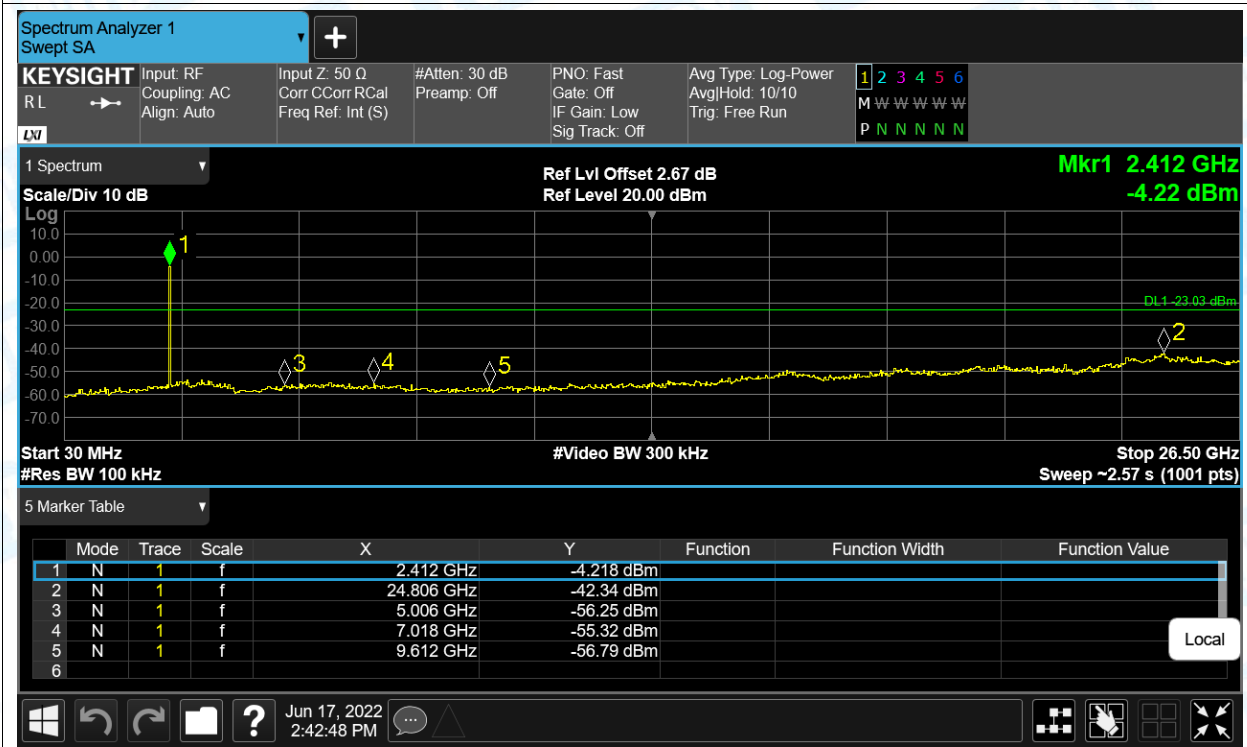 Spectrum Analyzer 1
Swept SA
KEYSIGHT
R L
LXI
Input: RF
Coupling: AC
Align: Auto
Input Z: 50 Ω
Corr CCorr RCal
Freq Ref: Int (S)
#Atten: 30 dB
Preamp: Off
PNO: Fast
Gate: Off
IF Gain: Low
Sig Track: Off
Avg Type: Log-Power
Avg|Hold: 10/10
Trig: Free Run
1 2 3 4 5 6
M W W W W W
P N N N N N
1 Spectrum
Scale/Div 10 dB
Ref Lvl Offset 2.67 dB
Ref Level 20.00 dBm
Mkr1 2.412 GHz
-4.22 dBm
Log
10.0
0.00
-10.0
-20.0
-30.0
-40.0
-50.0
-60.0
-70.0
1
DL1 -23.03 dBm
2
3
4
5
Start 30 MHz
#Video BW 300 kHz
Stop 26.50 GHz
#Res BW 100 kHz
Sweep ~2.57 s (1001 pts)
5 Marker Table
Mode Trace Scale X Y Function Function Width Function Value
1 N 1 f 2.412 GHz -4.218 dBm
2 N 1 f 24.806 GHz -42.34 dBm
3 N 1 f 5.006 GHz -56.25 dBm
4 N 1 f 7.018 GHz -55.32 dBm
5 N 1 f 9.612 GHz -56.79 dBm
6
Local
?
Jun 17, 2022
2:42:48 PM